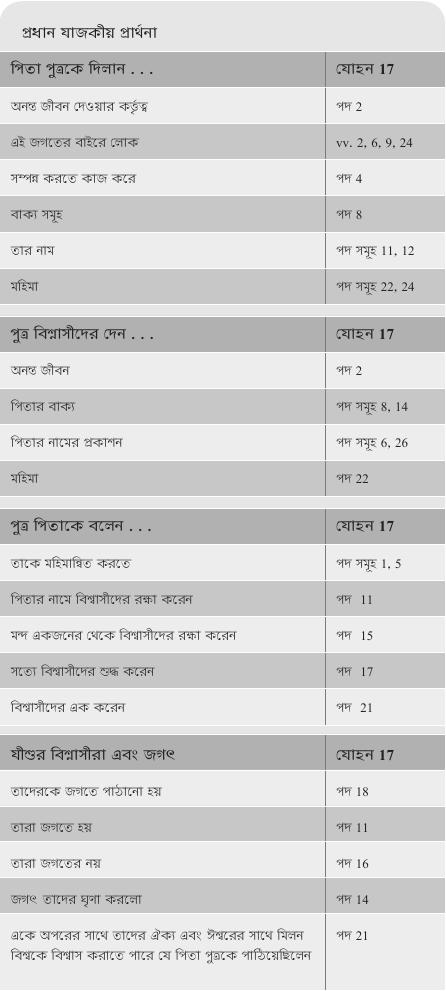 প্রধান যাজকীয় প্রার্থনা
পিতা পুত্রকে দিলান . . . যোহন 17
অনন্ত জীবন দেওয়ার কর্তৃত্ব পদ 2
এই জগতের বাইরে লোক vv. 2, 6, 9, 24
সম্পন্ন করতে কাজ করে পদ 4
বাক্য সমূহ পদ 8
তার নাম পদ সমূহ 11, 12
মহিমা পদ সমূহ 22, 24
পুত্র বিশ্বাসীদের দেন . . . যোহন 17
অনন্ত জীবন পদ 2
পিতার বাক্য পদ সমূহ 8, 14
পিতার নামের প্রকাশন পদ সমূহ 6, 26
মহিমা পদ 22
পুত্র পিতাকে বলেন . . . যোহন 17
তাকে মহিমান্বিত করতে পদ সমূহ 1, 5
পিতার নামে বিশ্বাসীদের রক্ষা করেন পদ 11
মন্দ একজনের থেকে বিশ্বাসীদের রক্ষা করেন পদ 15
সত্যে বিশ্বাসীদের শুদ্ধ করেন পদ 17
বিশ্বাসীদের এক করেন পদ 21
যীশুর বিশ্বাসীরা এবং জগৎ যোহন 17
তাদেরকে জগতে পাঠানো হয় পদ 18
তারা জগতে হয় পদ 11
তারা জগতের নয় পদ 16
জগৎ তাদের ঘৃণা করলো পদ 14
একে অপরের সাথে তাদের ঐক্য এবং ঈশ্বরের সাথে মিলন পদ 21
বিশ্বকে বিশ্বাস করাতে পারে যে পিতা পুত্রকে পাঠিয়েছিলেন